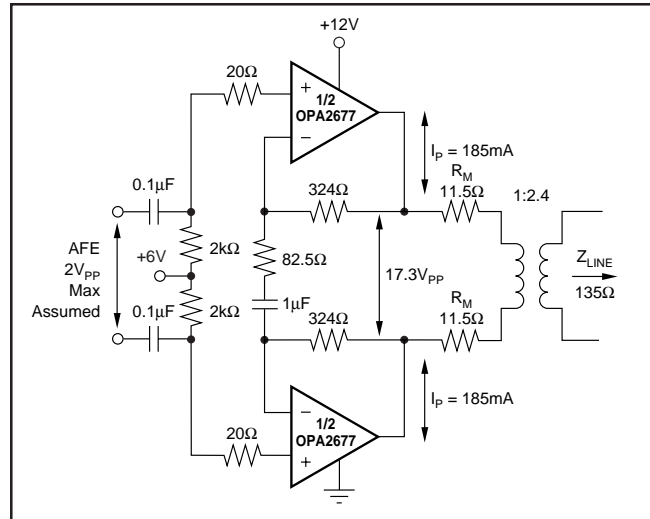 +12V
20Ω
+
1/2
OPA2677
−
I_P = 185mA
R_M
11.5Ω
1:2.4
0.1µF
324Ω
AFE
2V_PP
Max
Assumed
+6V
2kΩ
2kΩ
82.5Ω
1µF
17.3V_PP
Z_LINE
135Ω
0.1µF
324Ω
R_M
11.5Ω
−
1/2
OPA2677
+
20Ω
I_P = 185mA